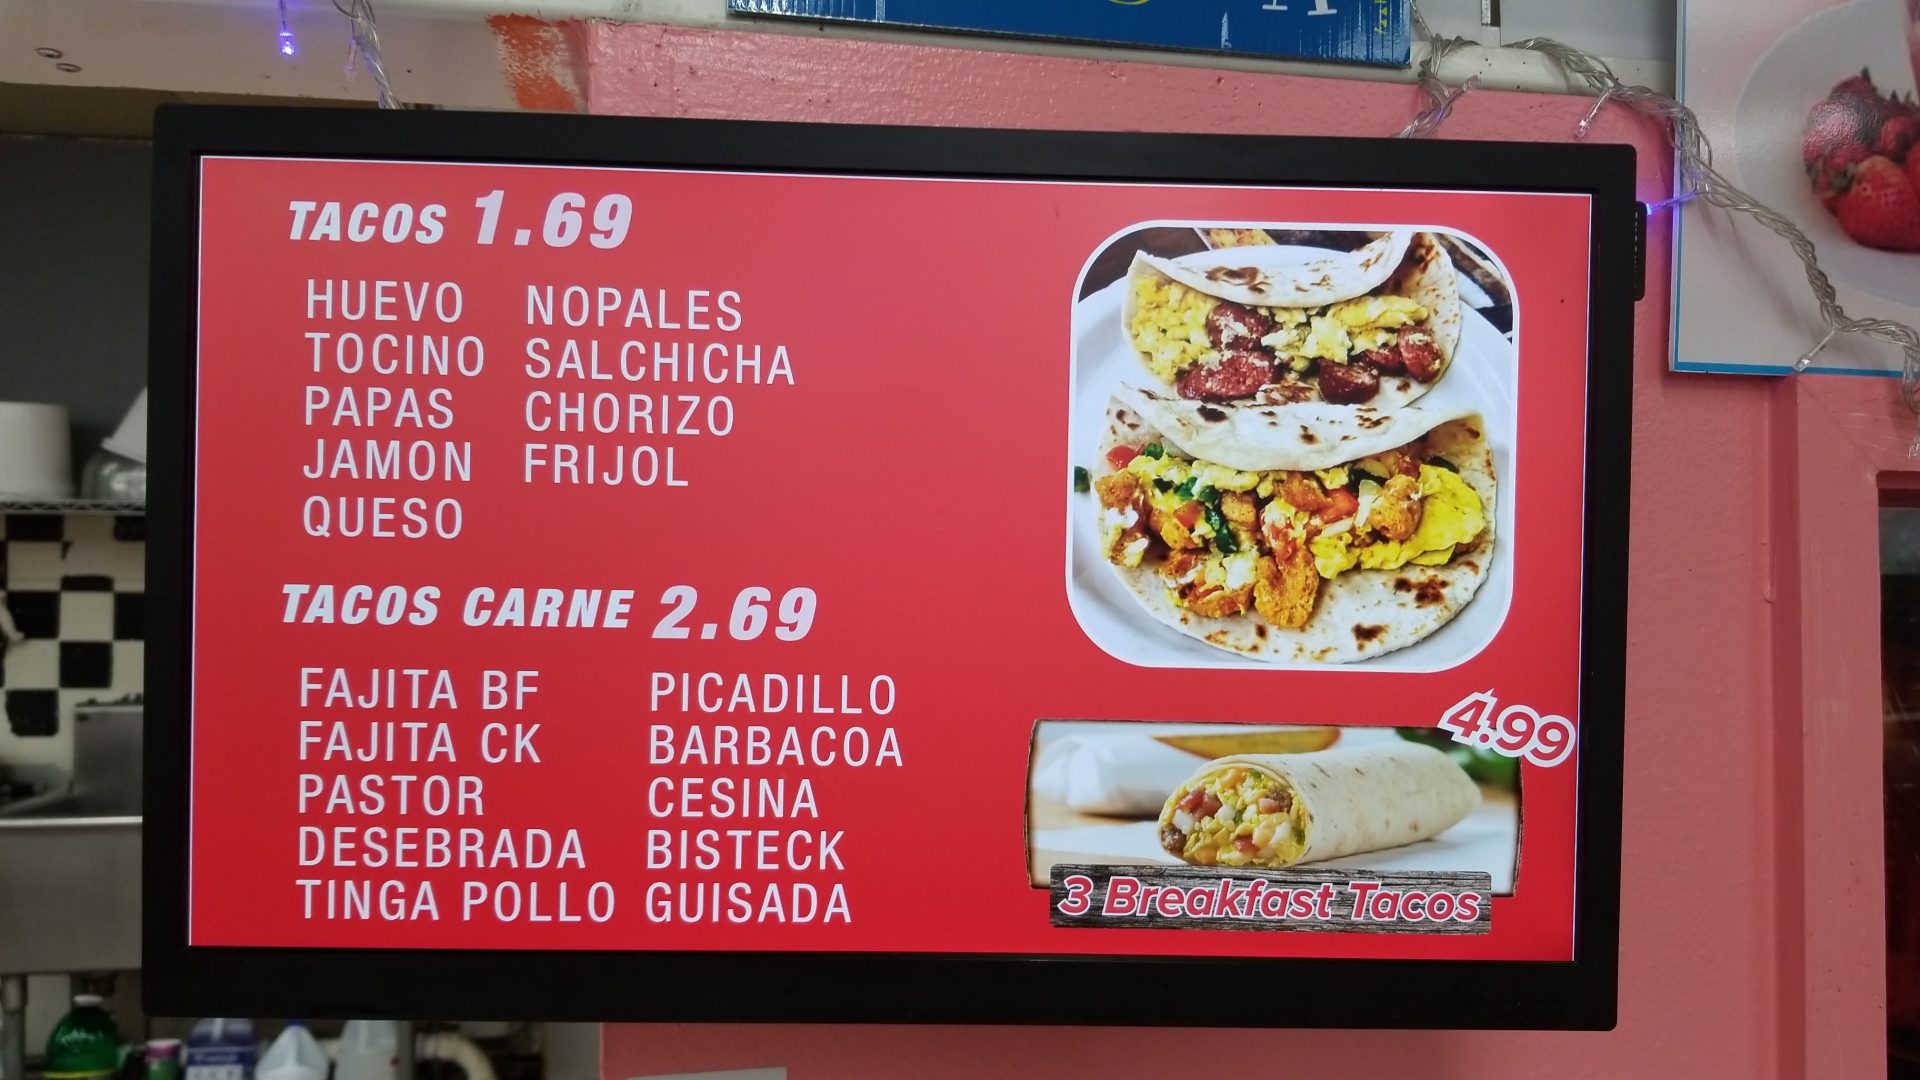 TACOS 1.69
HUEVO NOPALES
TOCINO SALCHICHA
PAPAS CHORIZO
JAMON FRIJOL
QUESO
TACOS CARNE 2.69
FAJITA BF PICADILLO
FAJITA CK BARBACOA
PASTOR CESINA
DESEBRADA BISTECK
TINGA POLLO GUISADA
4.99
3 Breakfast Tacos